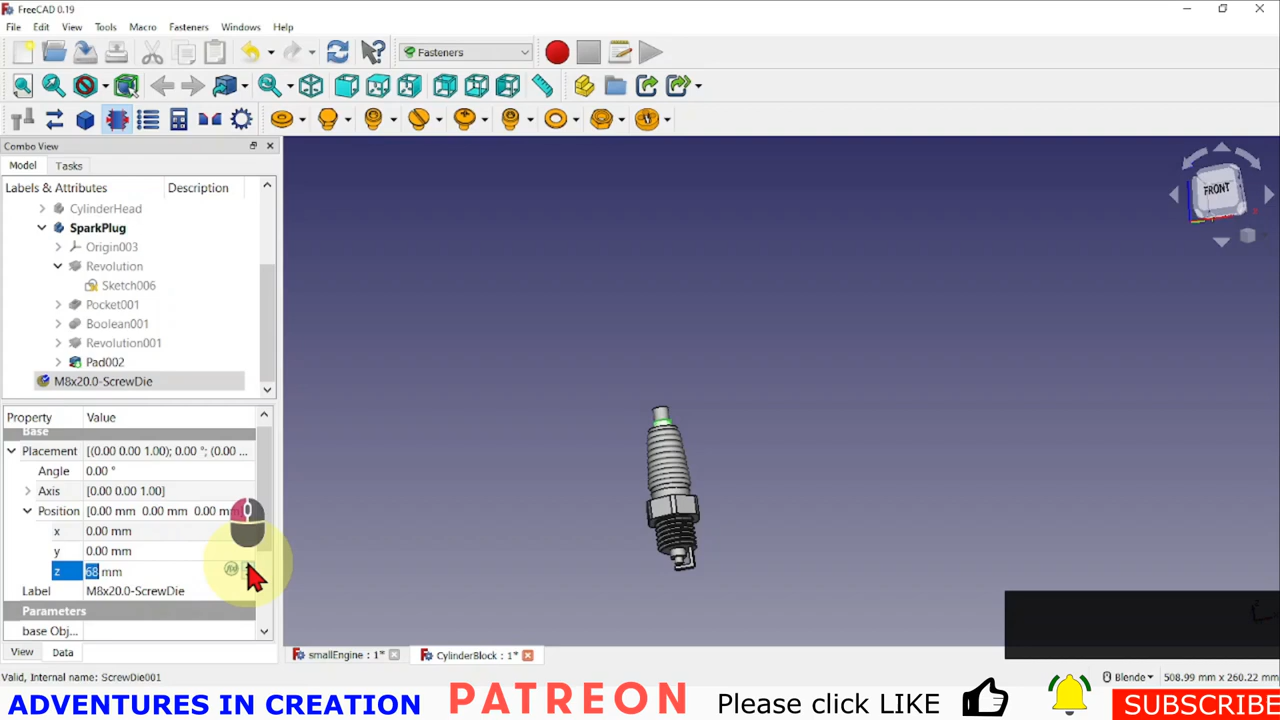 FreeCAD 0.19
File Edit View Tools Macro Fasteners Windows Help
Fasteners
Combo View
Model Tasks
Labels & Attributes Description
CylinderHead
SparkPlug
Origin003
Revolution
Sketch006
Pocket001
Boolean001
Revolution001
Pad002
M8x20.0-ScrewDie
FRONT
Property Value
Base
Placement [(0.00 0.00 1.00); 0.00 °; (0.00 ...
Angle 0.00 °
Axis [0.00 0.00 1.00]
Position [0.00 mm 0.00 mm 0.00 mm]
x 0.00 mm
y 0.00 mm
z 68 mm
Label M8x20.0-ScrewDie
Parameters
base Obj...
View Data
smallEngine : 1*
CylinderBlock : 1*
Valid, Internal name: ScrewDie001
Blende
508.99 mm x 260.22 mm
ADVENTURES IN CREATION PATREON Please click LIKE SUBSCRIBE